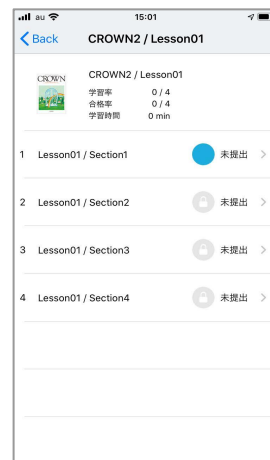 au 15:01
Back CROWN2 / Lesson01
CROWN
CROWN2 / Lesson01
学習率 0 / 4
合格率 0 / 4
学習時間 0 min
1 Lesson01 / Section1 未提出
2 Lesson01 / Section2 未提出
3 Lesson01 / Section3 未提出
4 Lesson01 / Section4 未提出